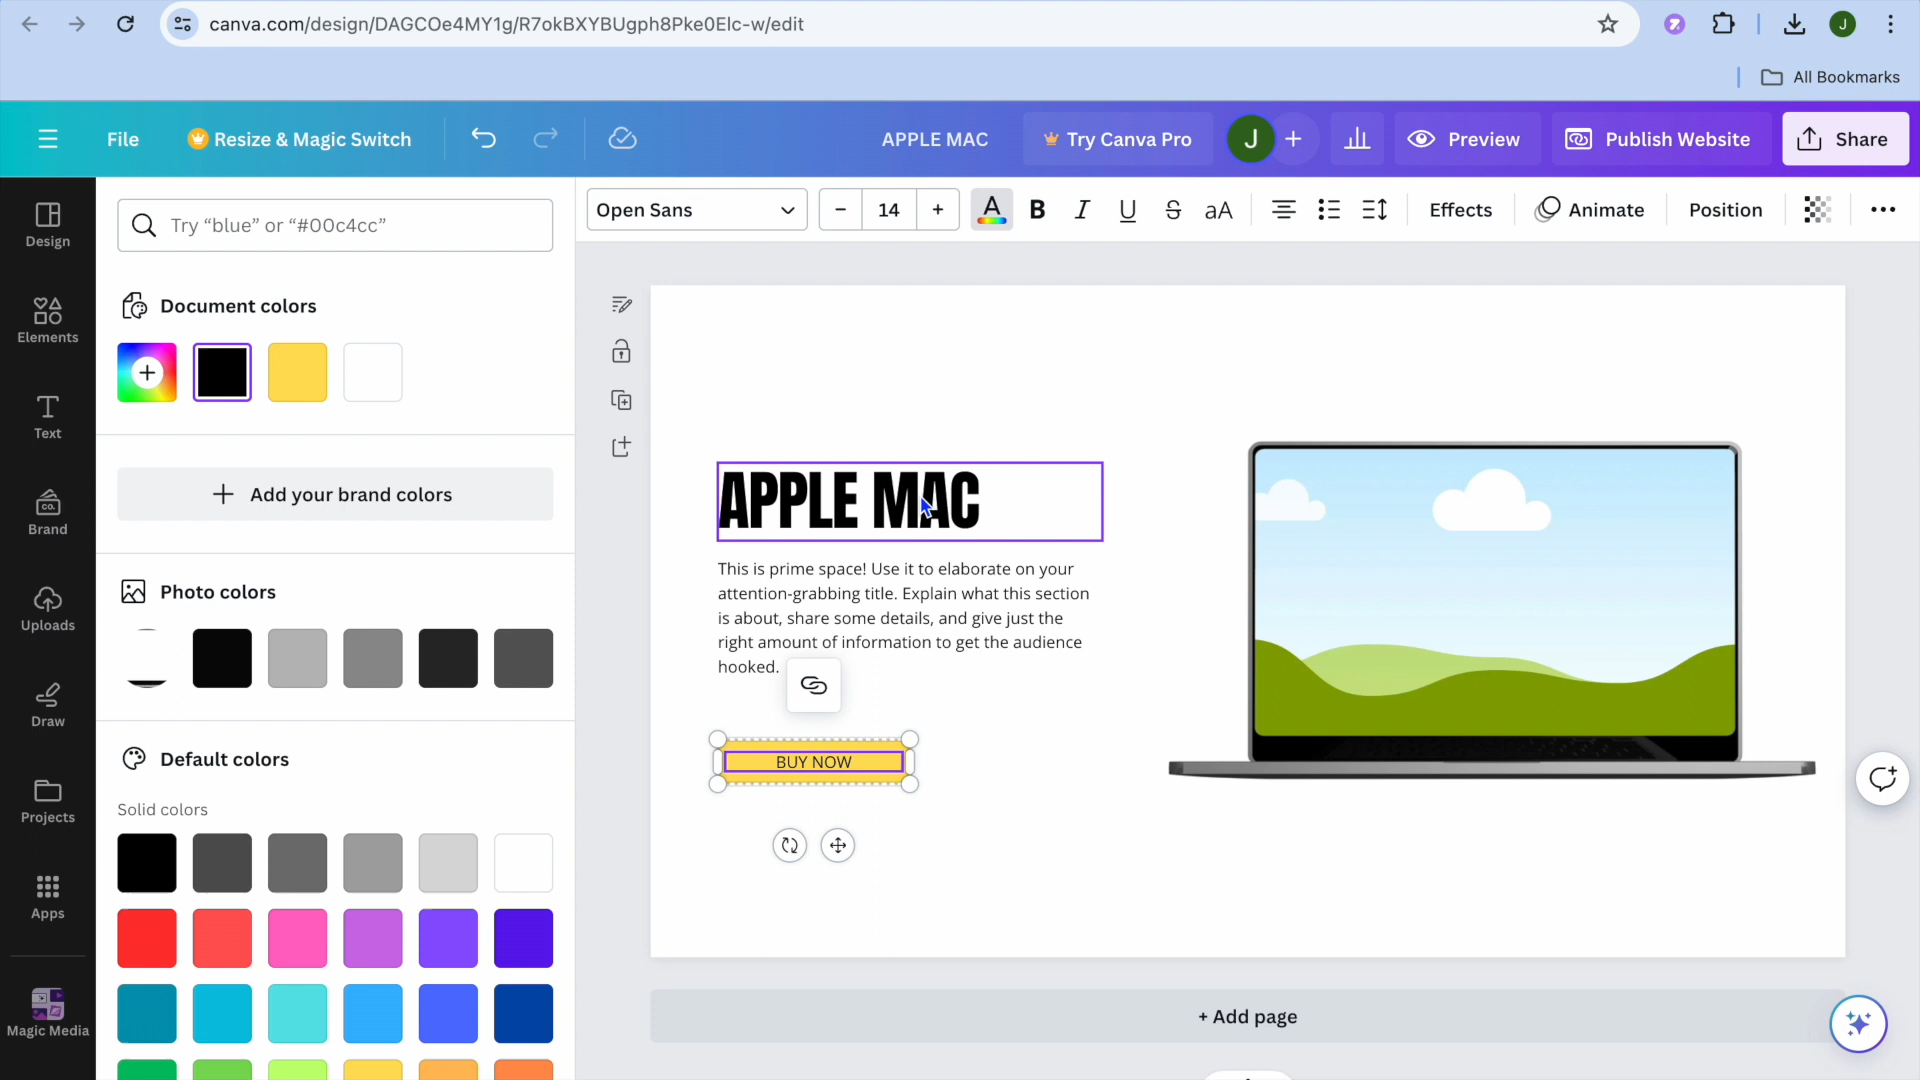 canva.com/design/DAGCOe4MY1g/R7okBXYBUgph8Pke0Elc-w/edit
J
All Bookmarks
File
Resize & Magic Switch
APPLE MAC
Try Canva Pro
J
Preview
Publish Website
Share
Design
Elements
Text
CO.
Brand
Uploads
Draw
Projects
Apps
Magic Media
Try “blue” or “#00c4cc”
Document colors
Add your brand colors
Photo colors
Default colors
Solid colors
Open Sans
14
A
B
I
U
S
aA
Effects
Animate
Position
APPLE MAC
This is prime space! Use it to elaborate on your
attention-grabbing title. Explain what this section
is about, share some details, and give just the
right amount of information to get the audience
hooked.
BUY NOW
+ Add page